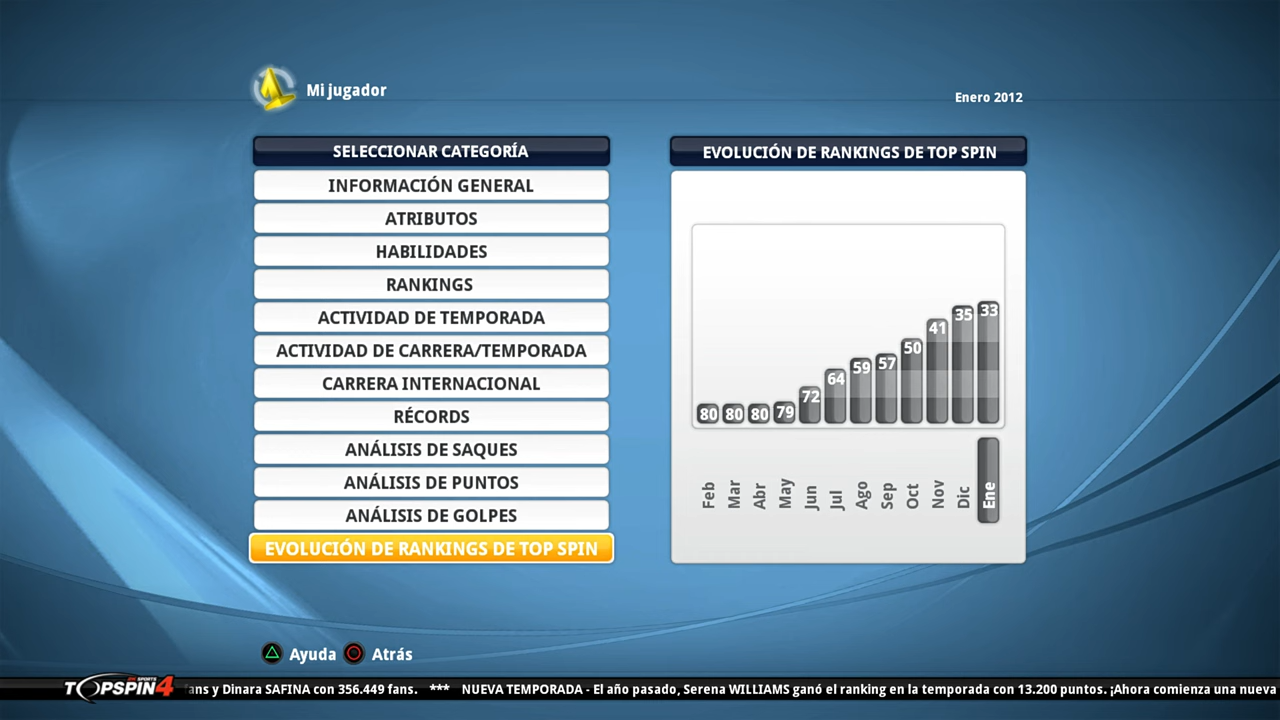 Mi jugador
Enero 2012
SELECCIONAR CATEGORÍA
INFORMACIÓN GENERAL
ATRIBUTOS
HABILIDADES
RANKINGS
ACTIVIDAD DE TEMPORADA
ACTIVIDAD DE CARRERA/TEMPORADA
CARRERA INTERNACIONAL
RÉCORDS
ANÁLISIS DE SAQUES
ANÁLISIS DE PUNTOS
ANÁLISIS DE GOLPES
EVOLUCIÓN DE RANKINGS DE TOP SPIN
EVOLUCIÓN DE RANKINGS DE TOP SPIN
80 80 80 79 72 64 59 57 50 41 35 33
Feb Mar Abr May Jun Jul Ago Sep Oct Nov Dic Ene
Ayuda Atrás
2K SPORTS
TOPSPIN 4
ans y Dinara SAFINA con 356.449 fans. *** NUEVA TEMPORADA - El año pasado, Serena WILLIAMS ganó el ranking en la temporada con 13.200 puntos. ¡Ahora comienza una nueva